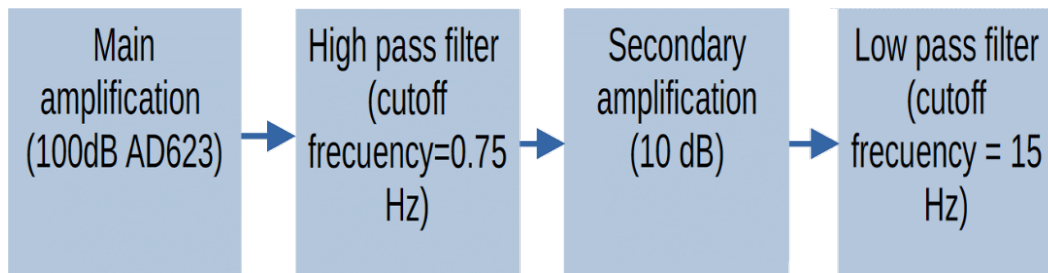 Main
amplification
(100dB AD623)
High pass filter
(cutoff
frecuency=0.75
Hz)
Secondary
amplification
(10 dB)
Low pass filter
(cutoff
frecuency = 15
Hz)